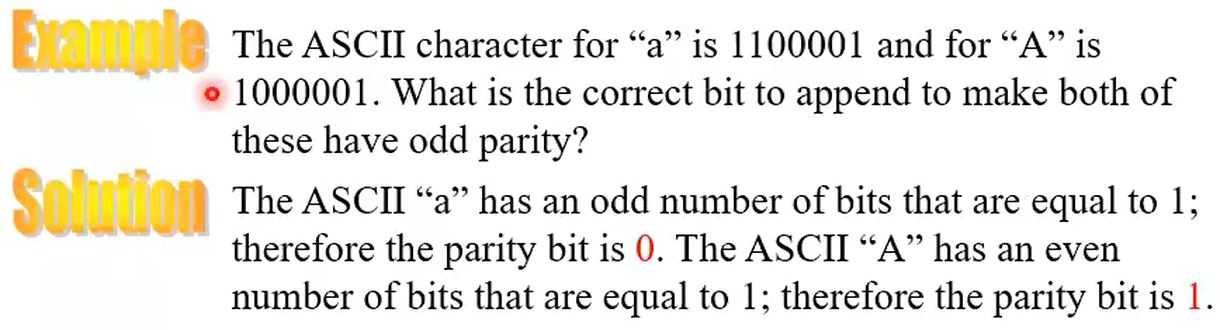 Example
The ASCII character for “a” is 1100001 and for “A” is
1000001. What is the correct bit to append to make both of
these have odd parity?
Solution
The ASCII “a” has an odd number of bits that are equal to 1;
therefore the parity bit is 0. The ASCII “A” has an even
number of bits that are equal to 1; therefore the parity bit is 1.